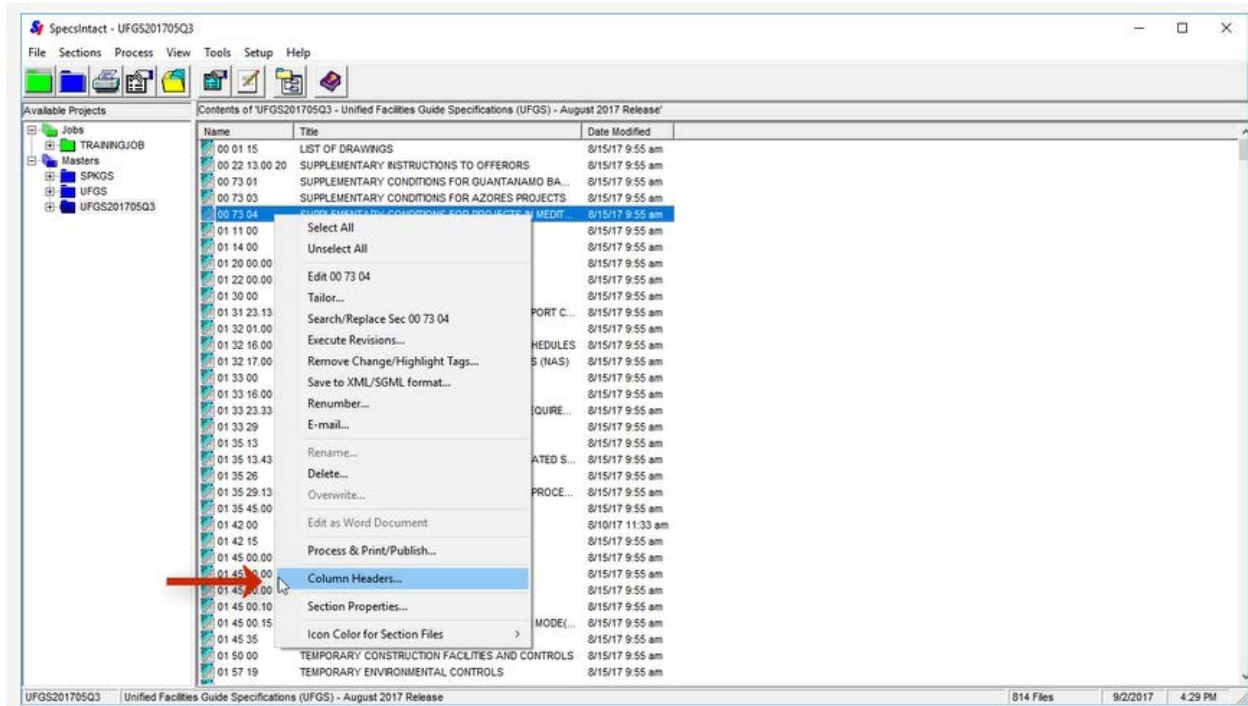 SpecsIntact - UFGS201705Q3
File Sections Process View Tools Setup Help
Available Projects
Contents of 'UFGS201705Q3 - Unified Facilities Guide Specifications (UFGS) - August 2017 Release'
Jobs
TRAININGJOB
Masters
SPKGS
UFGS
UFGS201705Q3
Name Title Date Modified
00 01 15 LIST OF DRAWINGS 8/15/17 9:55 am
00 22 13.00 20 SUPPLEMENTARY INSTRUCTIONS TO OFFERORS 8/15/17 9:55 am
00 73 01 SUPPLEMENTARY CONDITIONS FOR GUANTANAMO BA... 8/15/17 9:55 am
00 73 03 SUPPLEMENTARY CONDITIONS FOR AZORES PROJECTS 8/15/17 9:55 am
00 73 04 SUPPLEMENTARY CONDITIONS FOR PROJECTS IN MEDIT... 8/15/17 9:55 am
01 11 00 8/15/17 9:55 am
01 14 00 8/15/17 9:55 am
01 20 00.00 8/15/17 9:55 am
01 22 00.00 8/15/17 9:55 am
01 30 00 8/15/17 9:55 am
01 31 23.13 PORT C... 8/15/17 9:55 am
01 32 01.00 8/15/17 9:55 am
01 32 16.00 HEDULES 8/15/17 9:55 am
01 32 17.00 S (NAS) 8/15/17 9:55 am
01 33 00 8/15/17 9:55 am
01 33 16.00 8/15/17 9:55 am
01 33 23.33 EQUIRE... 8/15/17 9:55 am
01 33 29 8/15/17 9:55 am
01 35 13 8/15/17 9:55 am
01 35 13.43 ATED S... 8/15/17 9:55 am
01 35 26 8/15/17 9:55 am
01 35 29.13 PROCE... 8/15/17 9:55 am
01 35 45.00 8/15/17 9:55 am
01 42 00 8/10/17 11:33 am
01 42 15 8/15/17 9:55 am
01 45 00.00 8/15/17 9:55 am
01 45 00.00 8/15/17 9:55 am
01 45 00.00 8/15/17 9:55 am
01 45 00.10 8/15/17 9:55 am
01 45 00.15 MODE(... 8/15/17 9:55 am
01 45 35 8/15/17 9:55 am
01 50 00 TEMPORARY CONSTRUCTION FACILITIES AND CONTROLS 8/15/17 9:55 am
01 57 19 TEMPORARY ENVIRONMENTAL CONTROLS 8/15/17 9:55 am
Select All
Unselect All
Edit 00 73 04
Tailor...
Search/Replace Sec 00 73 04
Execute Revisions...
Remove Change/Highlight Tags...
Save to XML/SGML format...
Renumber...
E-mail...
Rename...
Delete...
Overwrite...
Edit as Word Document
Process & Print/Publish...
Column Headers...
Section Properties...
Icon Color for Section Files
UFGS201705Q3 Unified Facilities Guide Specifications (UFGS) - August 2017 Release 814 Files 9/2/2017 4:29 PM